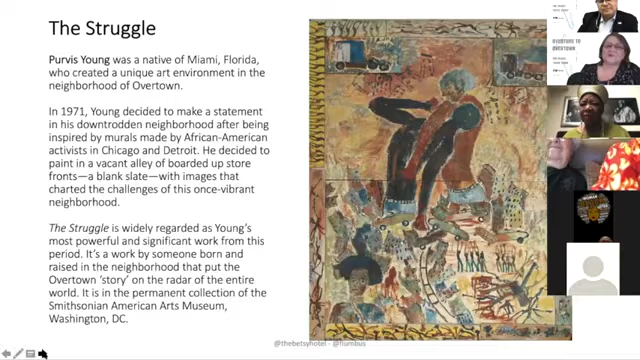 The Struggle
Purvis Young was a native of Miami, Florida,
who created a unique art environment in the
neighborhood of Overtown.
In 1971, Young decided to make a statement
in his downtrodden neighborhood after being
inspired by murals made by African-American
activists in Chicago and Detroit. He decided to
paint in a vacant alley of boarded up store
fronts—a blank slate—with images that
charted the challenges of this once-vibrant
neighborhood.
The Struggle is widely regarded as Young's
most powerful and significant work from this
period. It's a work by someone born and
raised in the neighborhood that put the
Overtown 'story' on the radar of the entire
world. It is in the permanent collection of the
Smithsonian American Arts Museum,
Washington, DC.
@thebetsyhotel - @flumbus
OVERTOWN